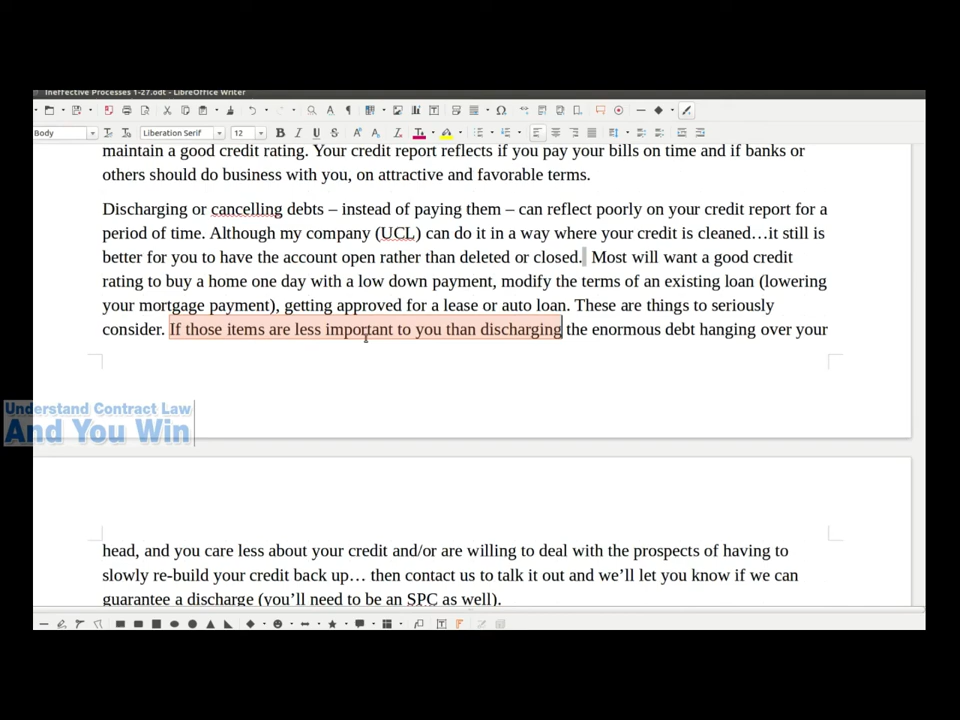 Ineffective Processes 1-27.odt - LibreOffice Writer
Body
Liberation Serif
12
maintain a good credit rating. Your credit report reflects if you pay your bills on time and if banks or
others should do business with you, on attractive and favorable terms.
Discharging or cancelling debts – instead of paying them – can reflect poorly on your credit report for a
period of time. Although my company (UCL) can do it in a way where your credit is cleaned…it still is
better for you to have the account open rather than deleted or closed. Most will want a good credit
rating to buy a home one day with a low down payment, modify the terms of an existing loan (lowering
your mortgage payment), getting approved for a lease or auto loan. These are things to seriously
consider. If those items are less important to you than discharging the enormous debt hanging over your
Understand Contract Law
And You Win
head, and you care less about your credit and/or are willing to deal with the prospects of having to
slowly re-build your credit back up… then contact us to talk it out and we’ll let you know if we can
guarantee a discharge (you’ll need to be an SPC as well).